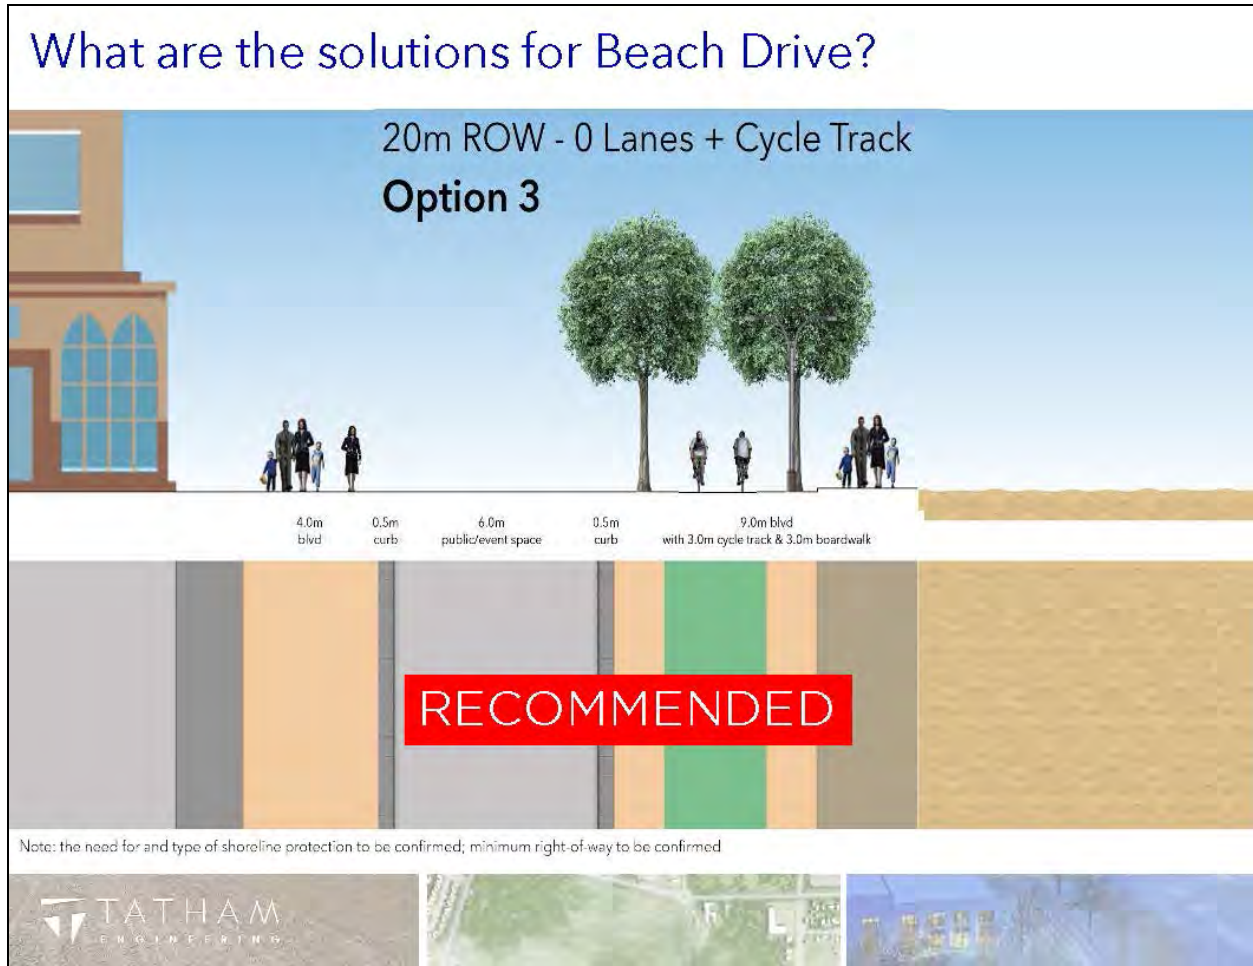 What are the solutions for Beach Drive?
20m ROW - 0 Lanes + Cycle Track
Option 3
4.0m
blvd
0.5m
curb
6.0m
public/event space
0.5m
curb
9.0m blvd
with 3.0m cycle track & 3.0m boardwalk
RECOMMENDED
Note: the need for and type of shoreline protection to be confirmed; minimum right-of-way to be confirmed
TATHAM
ENGINEERING